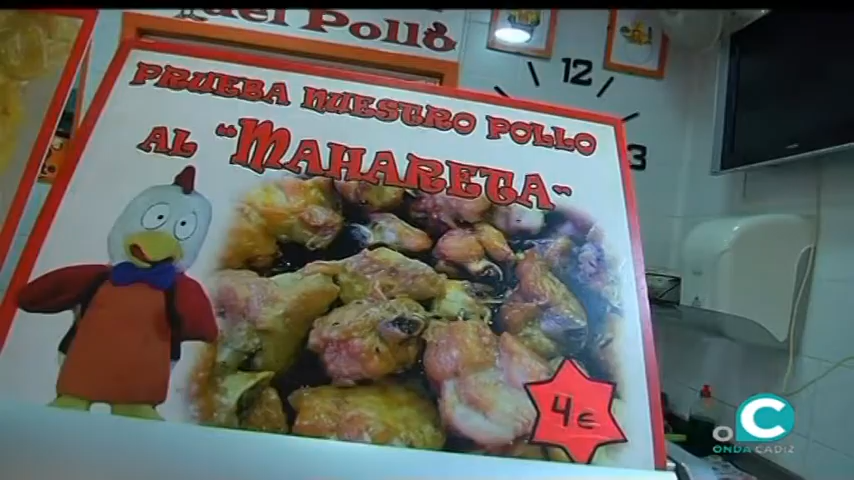 del Pollo
PRUEBA NUESTRO POLLO
AL "MAHARETA"
12
3
4€
ONDA CADIZ